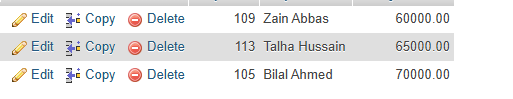 Edit Copy Delete 109 Zain Abbas 60000.00
Edit Copy Delete 113 Talha Hussain 65000.00
Edit Copy Delete 105 Bilal Ahmed 70000.00